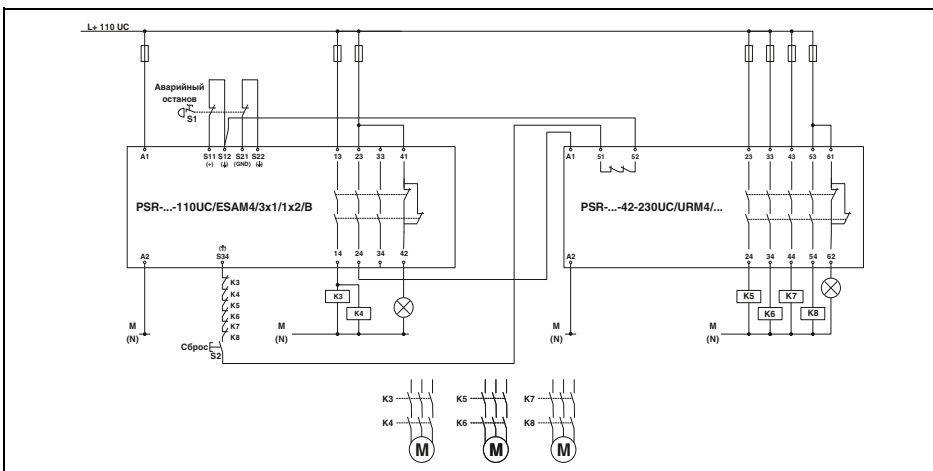 L+ 110 UC
Аварийный
останов
S1
A1 S11 S12 S21 S22 13 23 33 41 A1 51 52 23 33 43 53 61
(+) (GND)
PSR-...-110UC/ESAM4/3x1/1x2/B PSR-...-42-230UC/URM4/...
A2 S34 14 24 34 42 A2 24 34 44 54 62
K3
K4
K5
K6
K7
K8
K3
K4
K5
K6
K7
K8
M
(N)
M
(N)
M
(N)
Сброс
S2
K3 K5 K7
K4 K6 K8
M M M